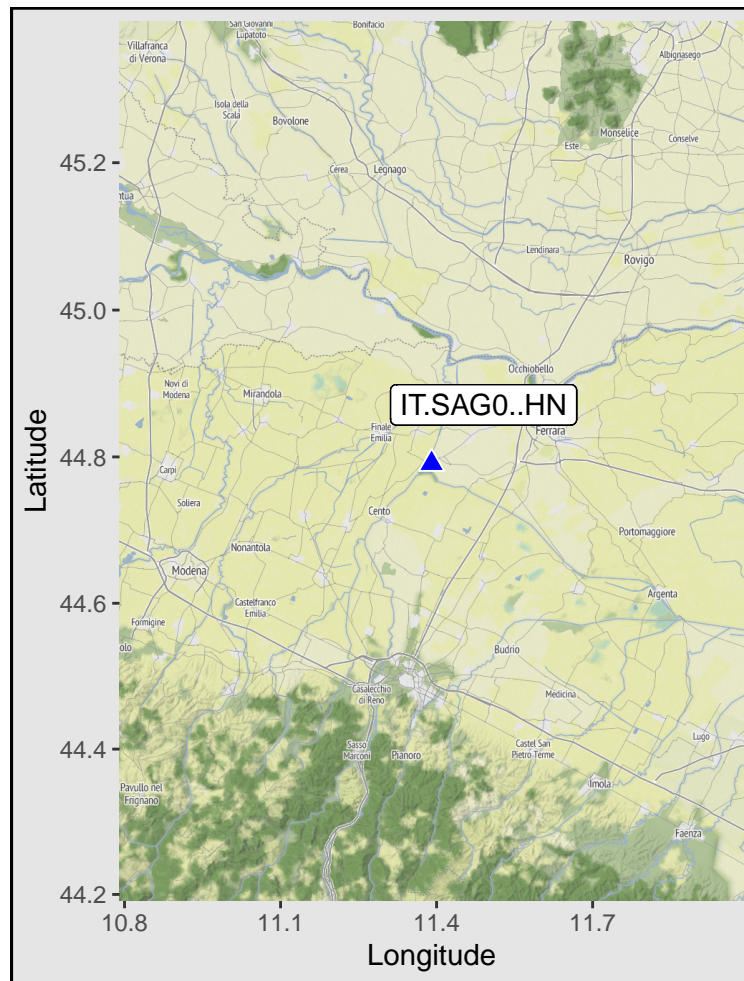 San Giovanni
Lupatoto
Bonifacio
Villafranca
di Verona
Albignasego
Isola della
Scala
Bovolone
Monselice
Conselve
Este
45.2
Cerea
Legnago
ntua
Lendinara
Rovigo
45.0
Occhiobello
Novi di
Modena
Mirandola
IT.SAG0..HN
Finale
Emilia
Ferrara
44.8
Latitude
Carpi
Soliera
Cento
Portomaggiore
Nonantola
Modena
44.6
Castelfranco
Emilia
Argenta
Formigine
olo
Budrio
Casalecchio
di Reno
Medicina
44.4
Sasso
Marconi
Pianoro
Castel San
Pietro Terme
Lugo
Pavullo nel
Frignano
Imola
Faenza
44.2
10.8
11.1
11.4
11.7
Longitude